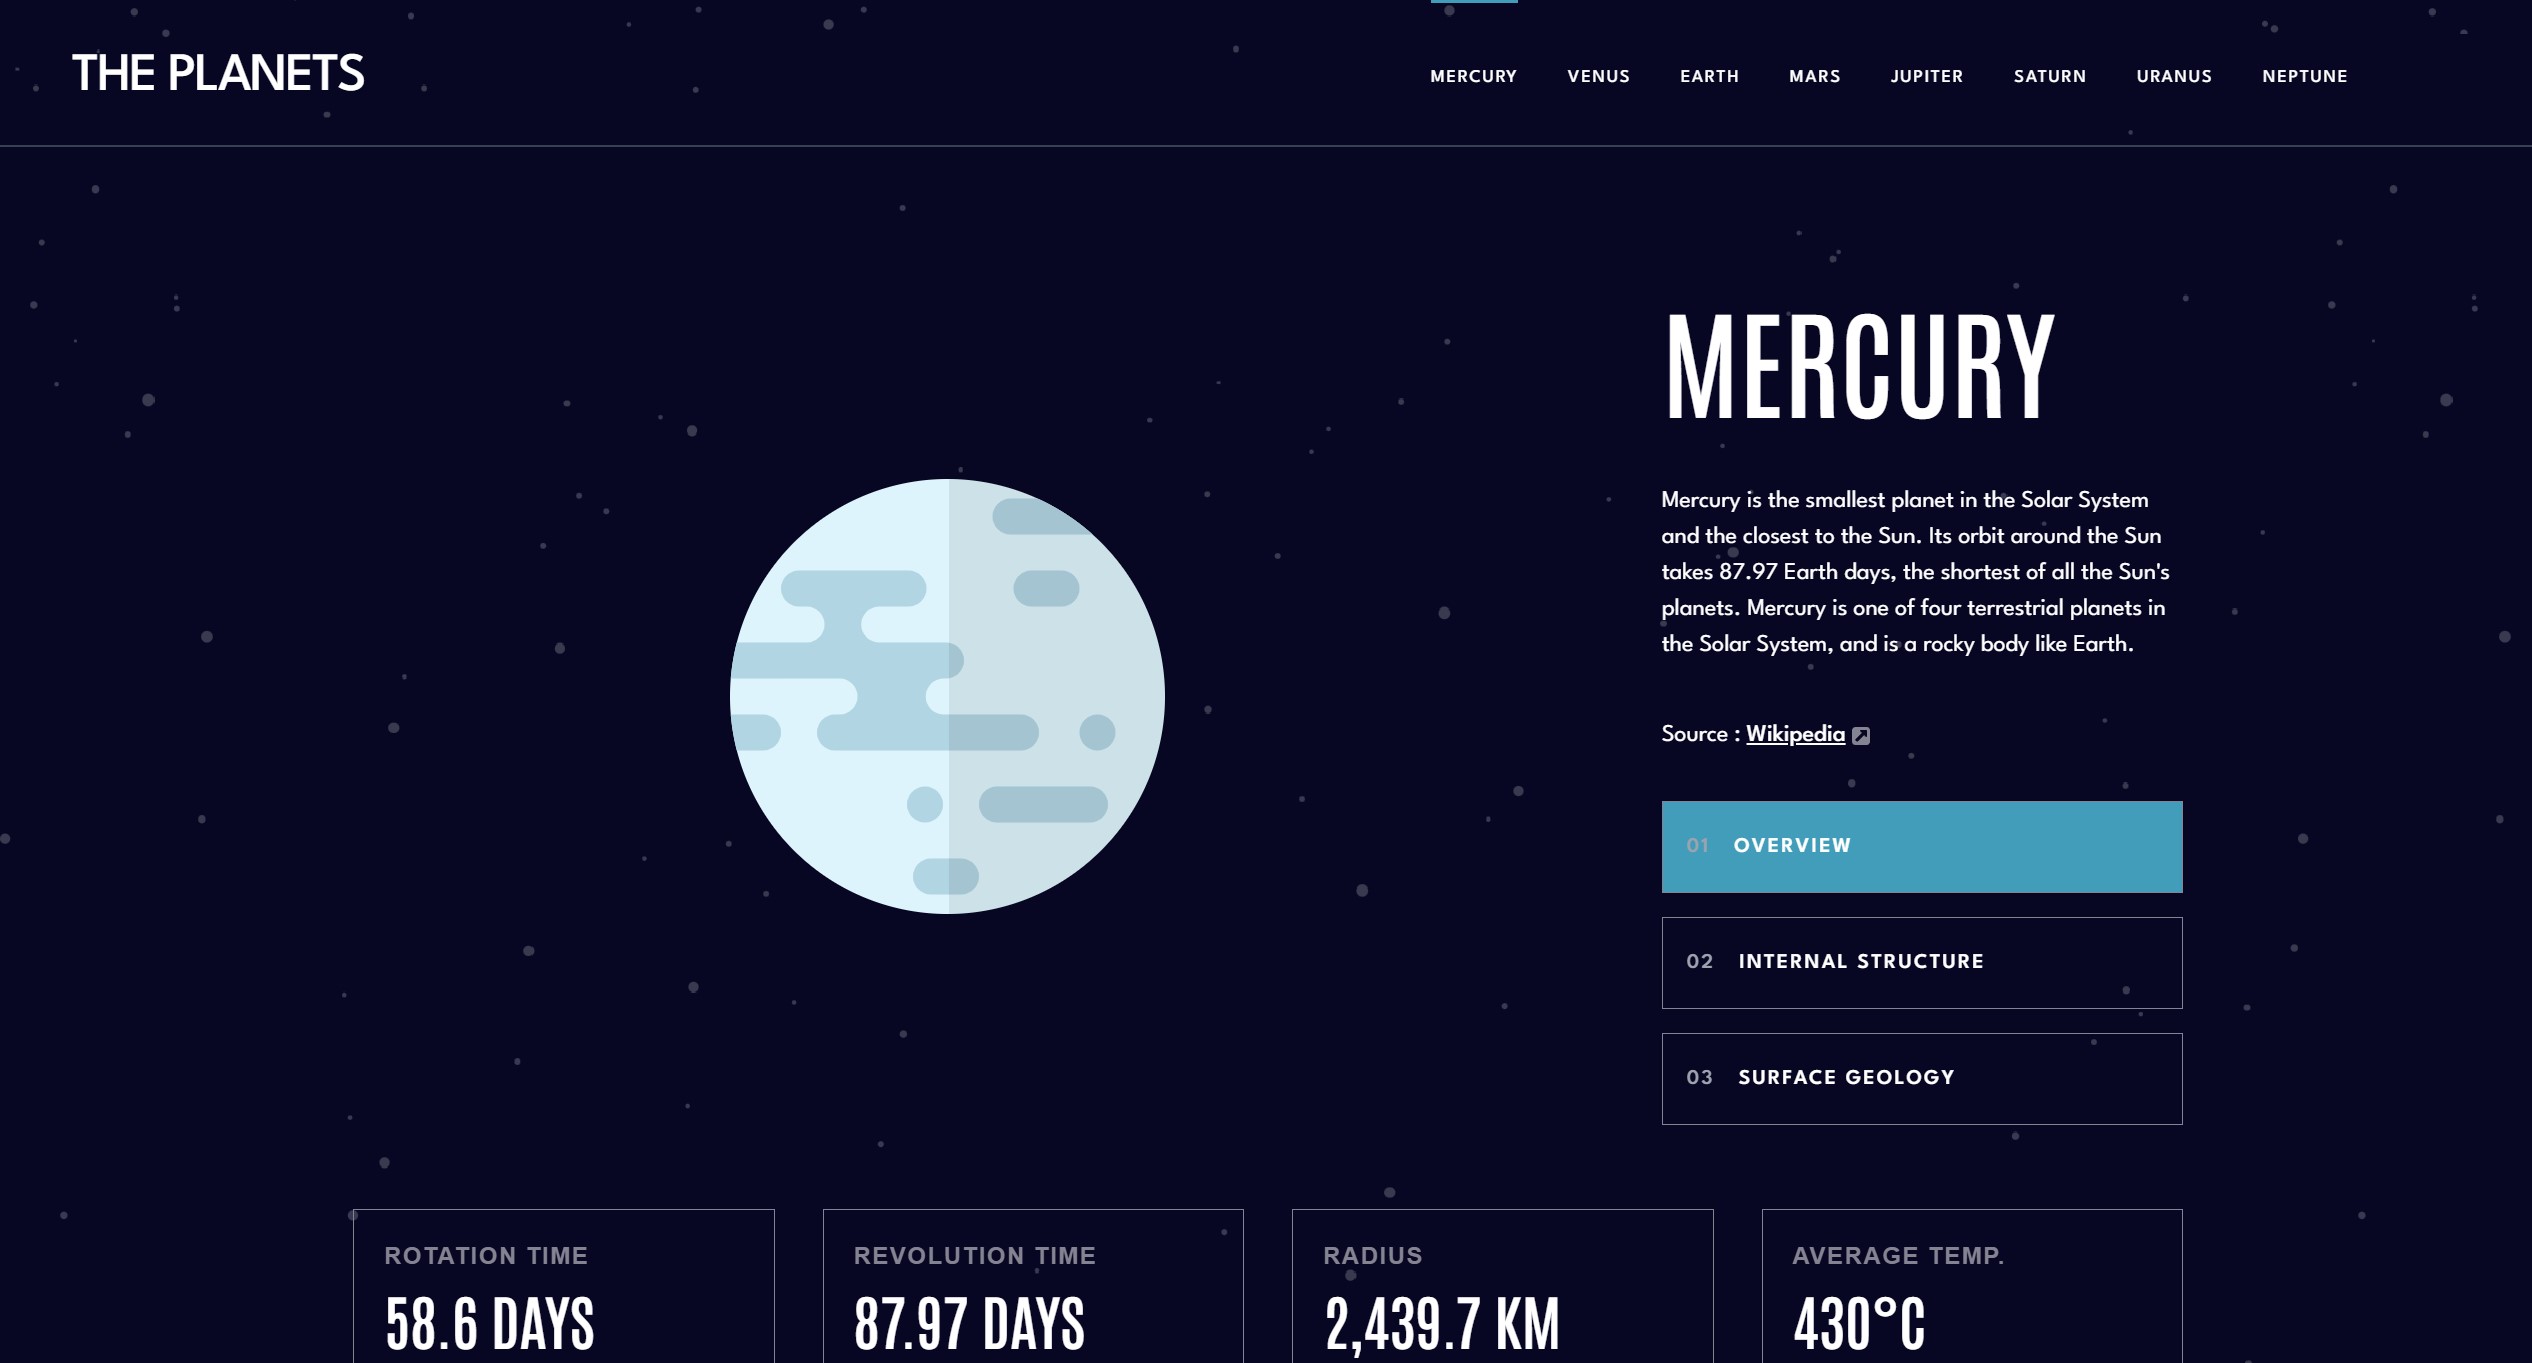 THE PLANETS
MERCURY VENUS EARTH MARS JUPITER SATURN URANUS NEPTUNE
MERCURY
Mercury is the smallest planet in the Solar System
and the closest to the Sun. Its orbit around the Sun
takes 87.97 Earth days, the shortest of all the Sun's
planets. Mercury is one of four terrestrial planets in
the Solar System, and is a rocky body like Earth.
Source : Wikipedia
01 OVERVIEW
02 INTERNAL STRUCTURE
03 SURFACE GEOLOGY
ROTATION TIME
58.6 DAYS
REVOLUTION TIME
87.97 DAYS
RADIUS
2,439.7 KM
AVERAGE TEMP.
430°C